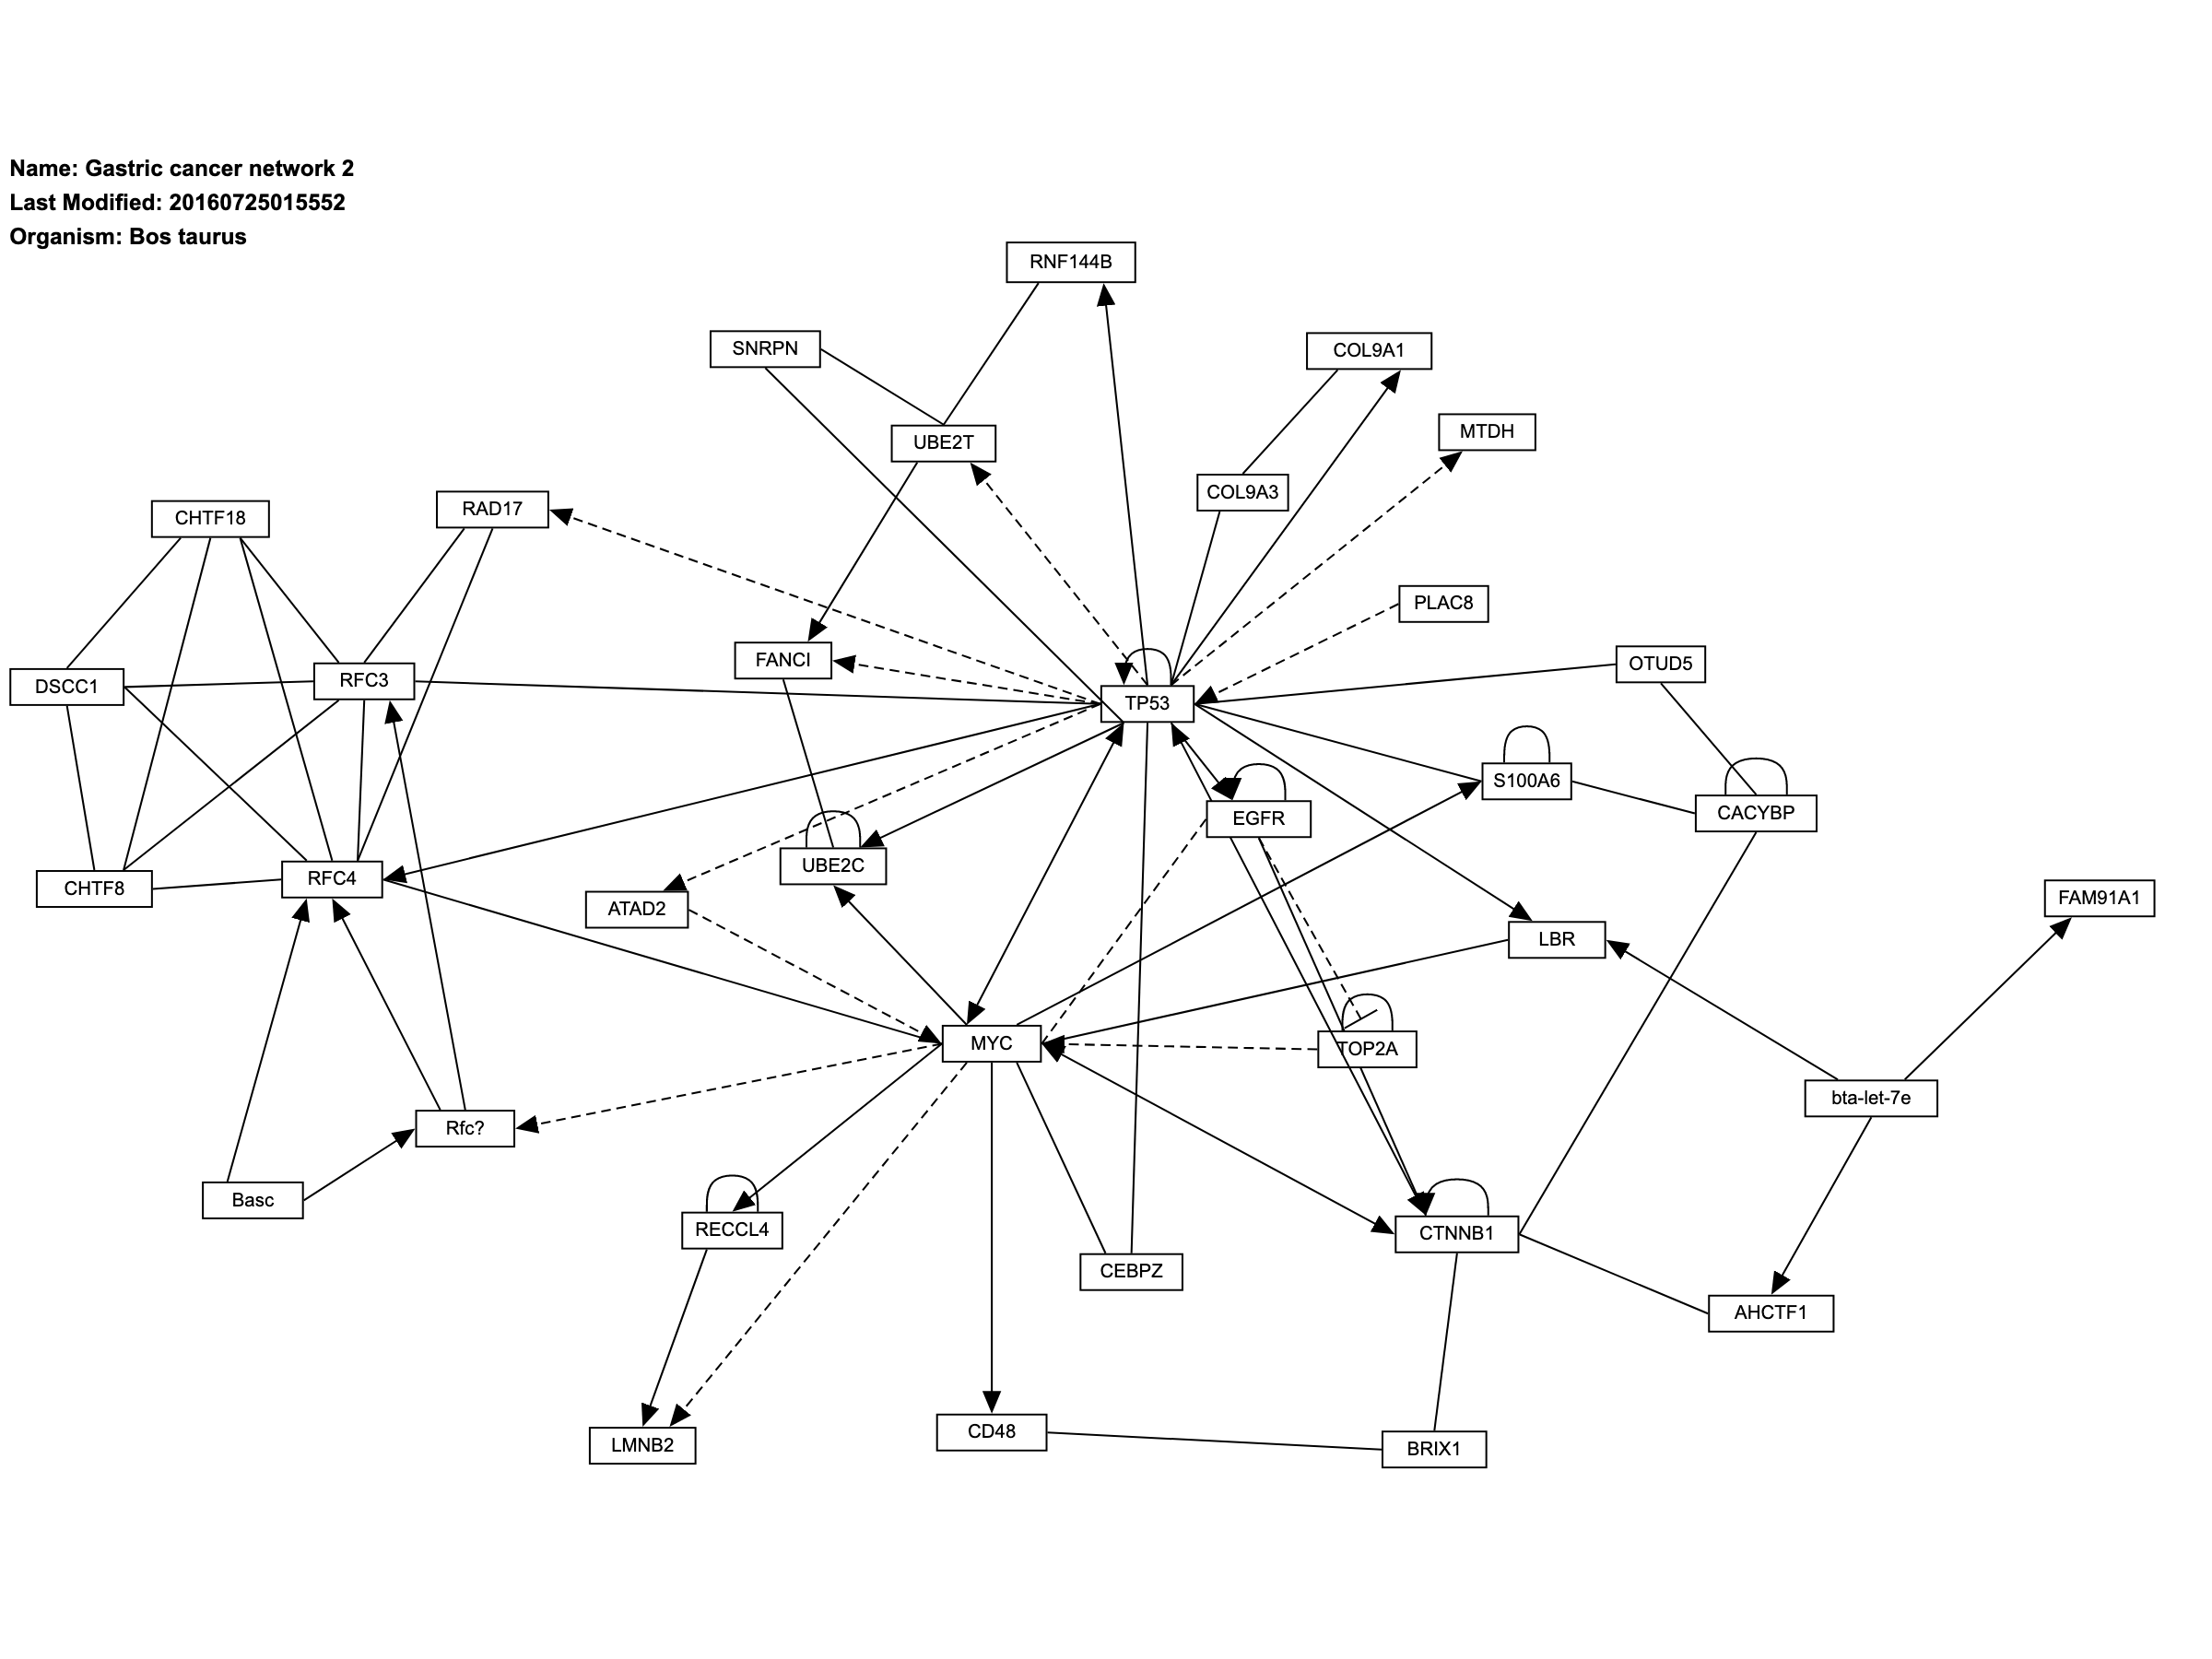 Name: Gastric cancer network 2
Last Modified: 20160725015552
Organism: Bos taurus
RNF144B
SNRPN
COL9A1
UBE2T
MTDH
COL9A3
CHTF18
RAD17
PLAC8
FANCI
OTUD5
DSCC1
RFC3
TP53
S100A6
CACYBP
EGFR
UBE2C
CHTF8
RFC4
ATAD2
FAM91A1
LBR
MYC
TOP2A
bta-let-7e
Rfc?
Basc
RECCL4
CTNNB1
CEBPZ
AHCTF1
LMNB2
CD48
BRIX1